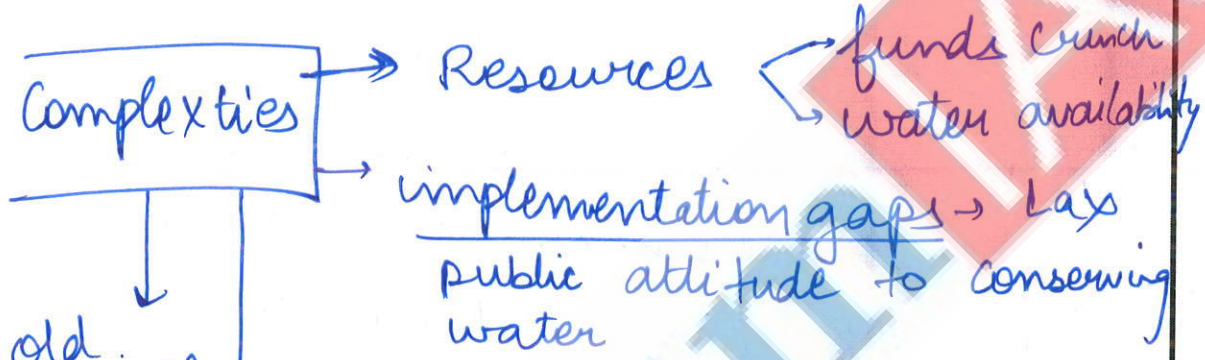 Complexties
Resources
funds crunch
water availability
implementation gaps → Lax
public attitude to conserving
water
old